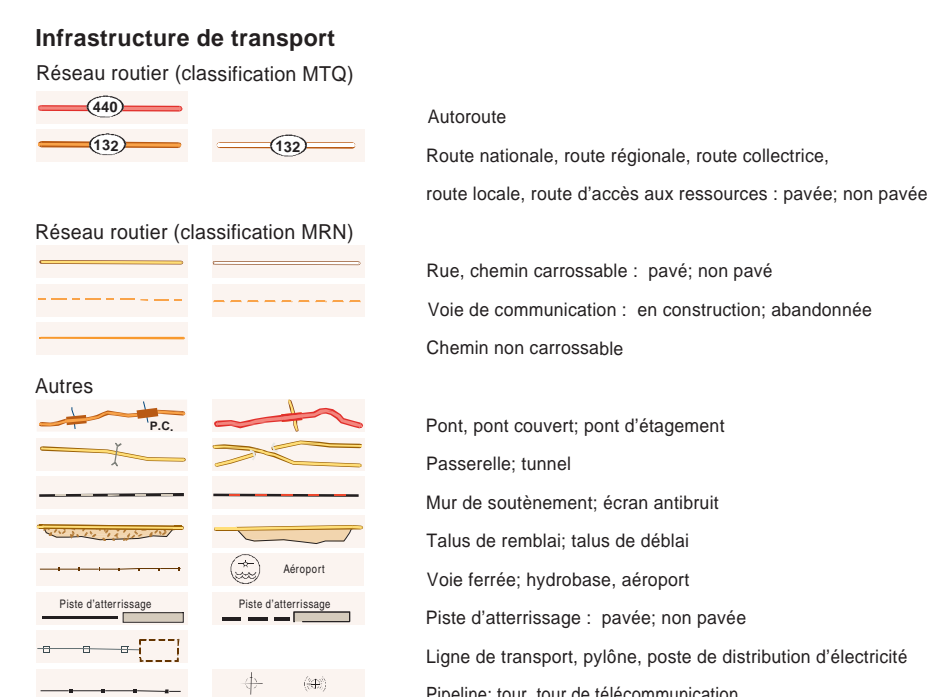 Infrastructure de transport
Réseau routier (classification MTQ)
440
Autoroute
132 132
Route nationale, route régionale, route collectrice,
route locale, route d'accès aux ressources : pavée; non pavée
Réseau routier (classification MRN)
Rue, chemin carrossable : pavé; non pavé
Voie de communication : en construction; abandonnée
Chemin non carrossable
Autres
P.C.
Pont, pont couvert; pont d'étagement
Passerelle; tunnel
Mur de soutènement; écran antibruit
Talus de remblai; talus de déblai
Aéroport
Voie ferrée; hydrobase, aéroport
Piste d'atterrissage Piste d'atterrissage
Piste d'atterrissage : pavée; non pavée
Ligne de transport, pylône, poste de distribution d'électricité
Pipeline; tour, tour de télécommunication